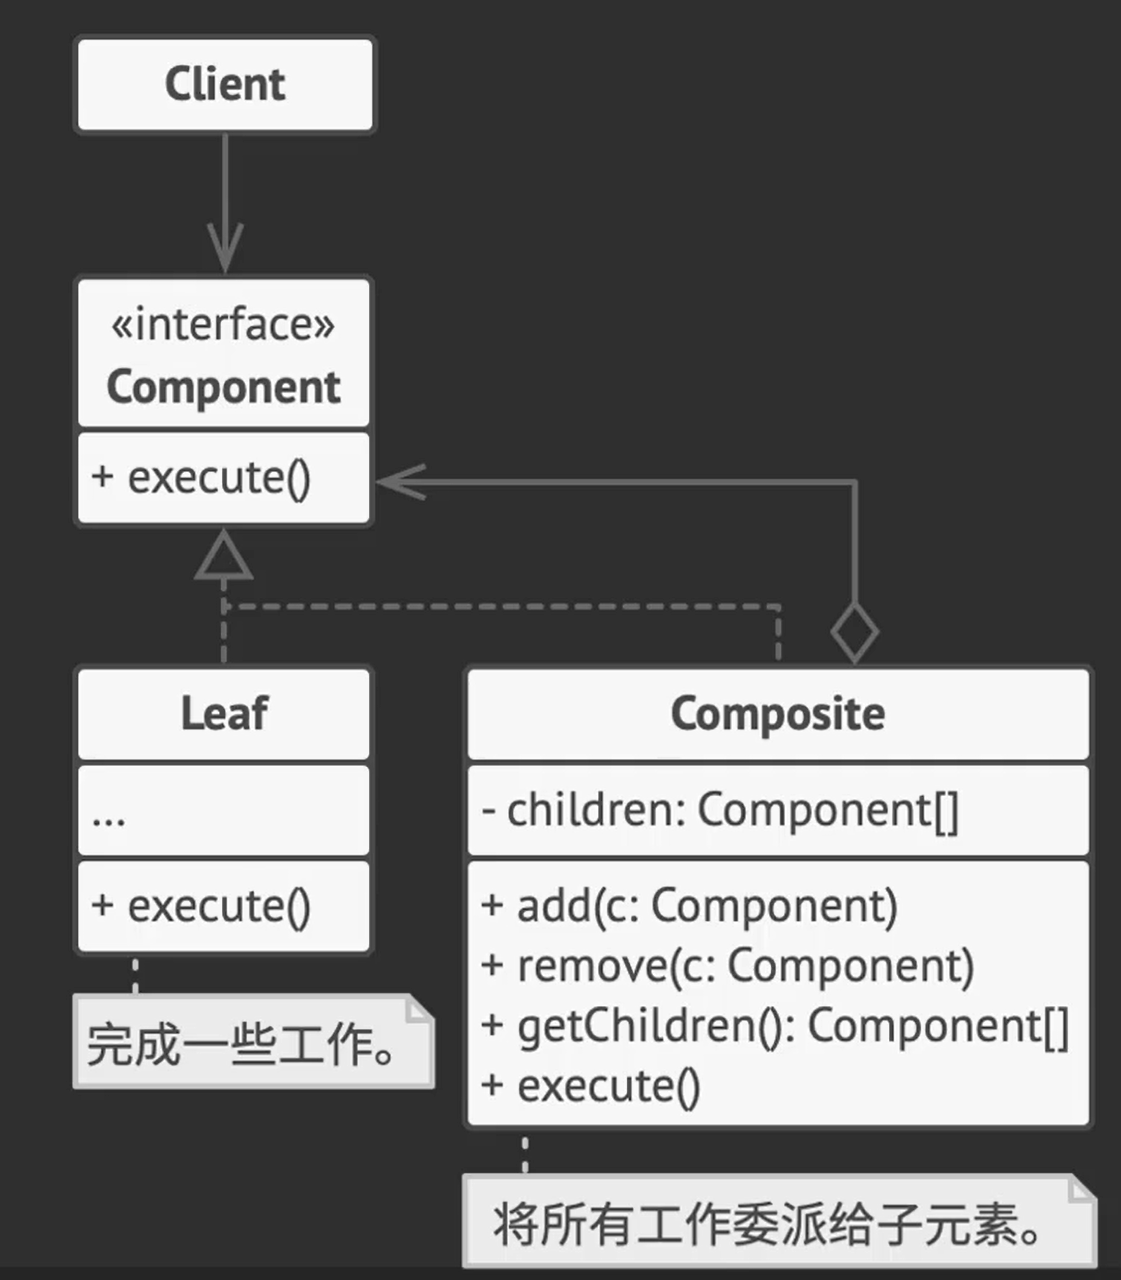 Client
«interface»
Component
+ execute()
Leaf
...
+ execute()
完成一些工作。
Composite
- children: Component[]
+ add(c: Component)
+ remove(c: Component)
+ getChildren(): Component[]
+ execute()
将所有工作委派给子元素。